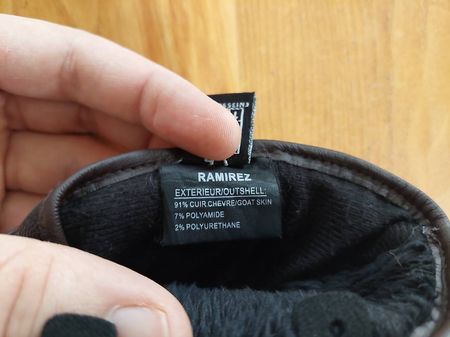 RAMIREZ
EXTERIEUR/OUTSHELL:
91% CUIR CHEVRE/GOAT SKIN
7% POLYAMIDE
2% POLYURETHANE